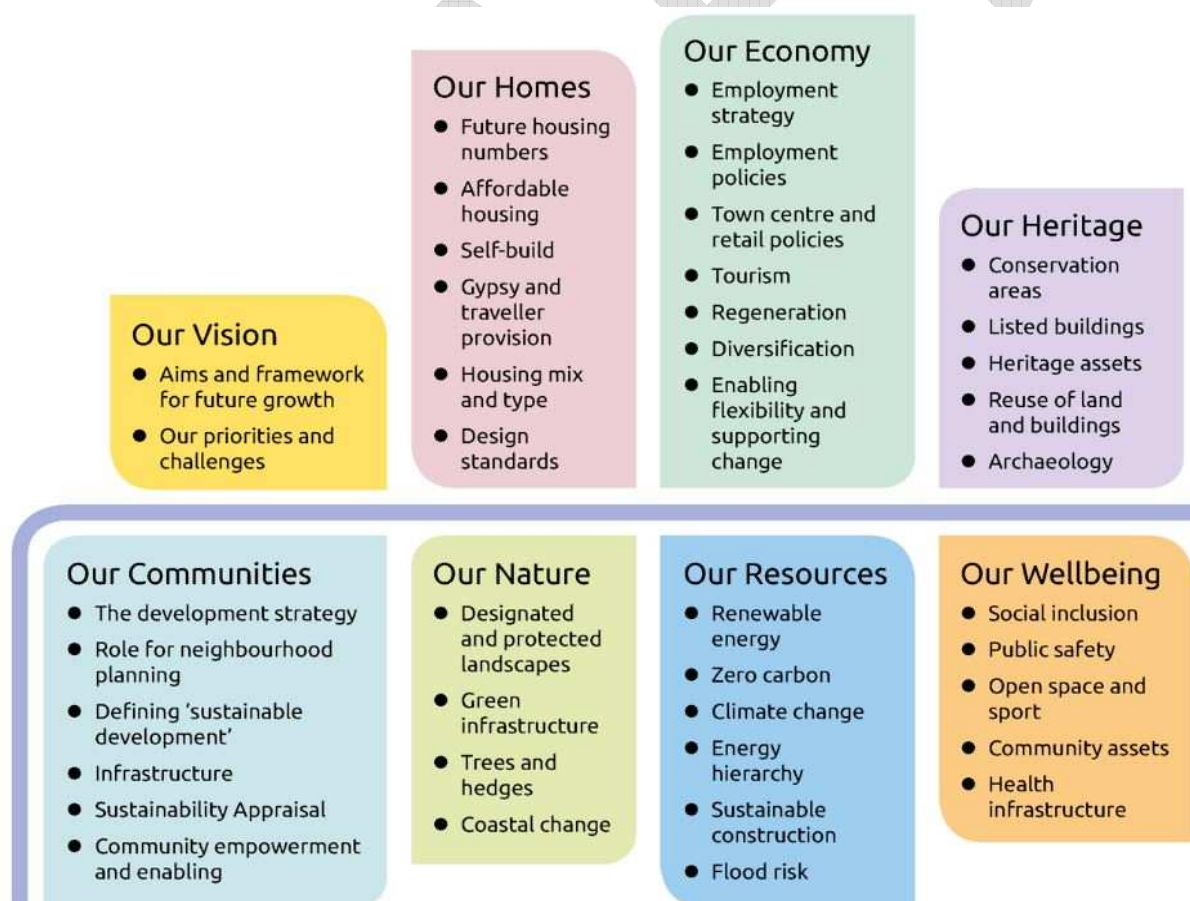 Our Vision
● Aims and framework
for future growth
● Our priorities and
challenges
Our Homes
● Future housing
numbers
● Affordable
housing
● Self-build
● Gypsy and
traveller
provision
● Housing mix
and type
● Design
standards
Our Economy
● Employment
strategy
● Employment
policies
● Town centre and
retail policies
● Tourism
● Regeneration
● Diversification
● Enabling
flexibility and
supporting
change
Our Heritage
● Conservation
areas
● Listed buildings
● Heritage assets
● Reuse of land
and buildings
● Archaeology
Our Communities
● The development strategy
● Role for neighbourhood
planning
● Defining ‘sustainable
development’
● Infrastructure
● Sustainability Appraisal
● Community empowerment
and enabling
Our Nature
● Designated
and protected
landscapes
● Green
infrastructure
● Trees and
hedges
● Coastal change
Our Resources
● Renewable
energy
● Zero carbon
● Climate change
● Energy
hierarchy
● Sustainable
construction
● Flood risk
Our Wellbeing
● Social inclusion
● Public safety
● Open space and
sport
● Community assets
● Health
infrastructure